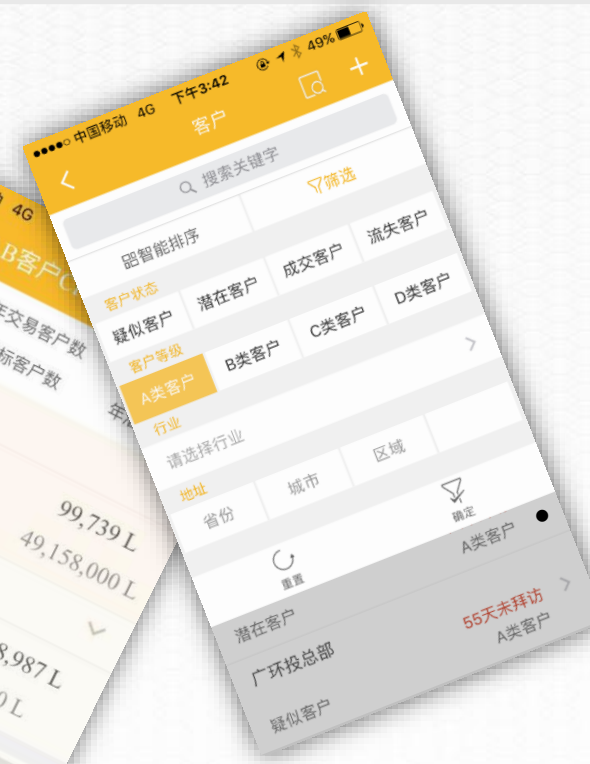 中国移动 4G 下午3:42 49%
客户
搜索关键字
智能排序 筛选
客户状态
疑似客户 潜在客户 成交客户 流失客户
客户等级
A类客户 B类客户 C类客户 D类客户
行业
请选择行业
地址
省份 城市 区域
重置 确定
潜在客户 A类客户
广环投总部 55天未拜访
疑似客户 A类客户
4G
B客户
交易客户数
标客户数
99,739 L
49,158,000 L
8,987 L
0 L